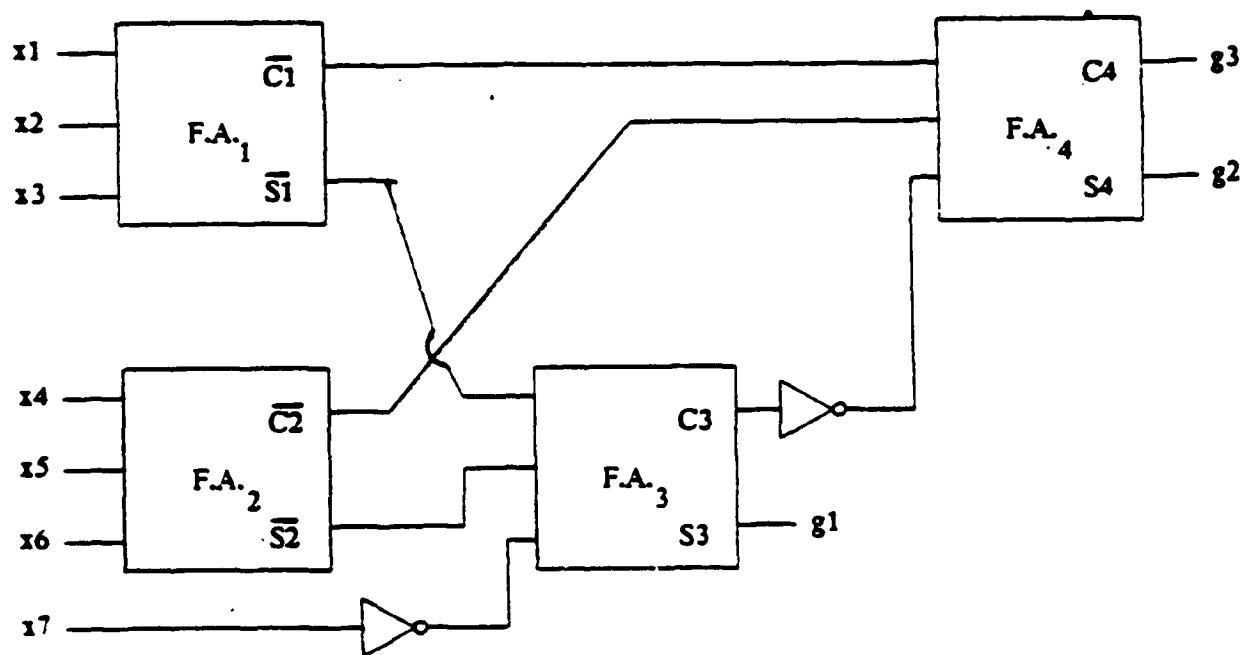 x1
x2
x3
C̅1̅
F.A.1
S̅1̅
C4
F.A.4
S4
g3
g2
x4
x5
x6
C̅2̅
F.A.2
S̅2̅
C3
F.A.3
S3
g1
x7